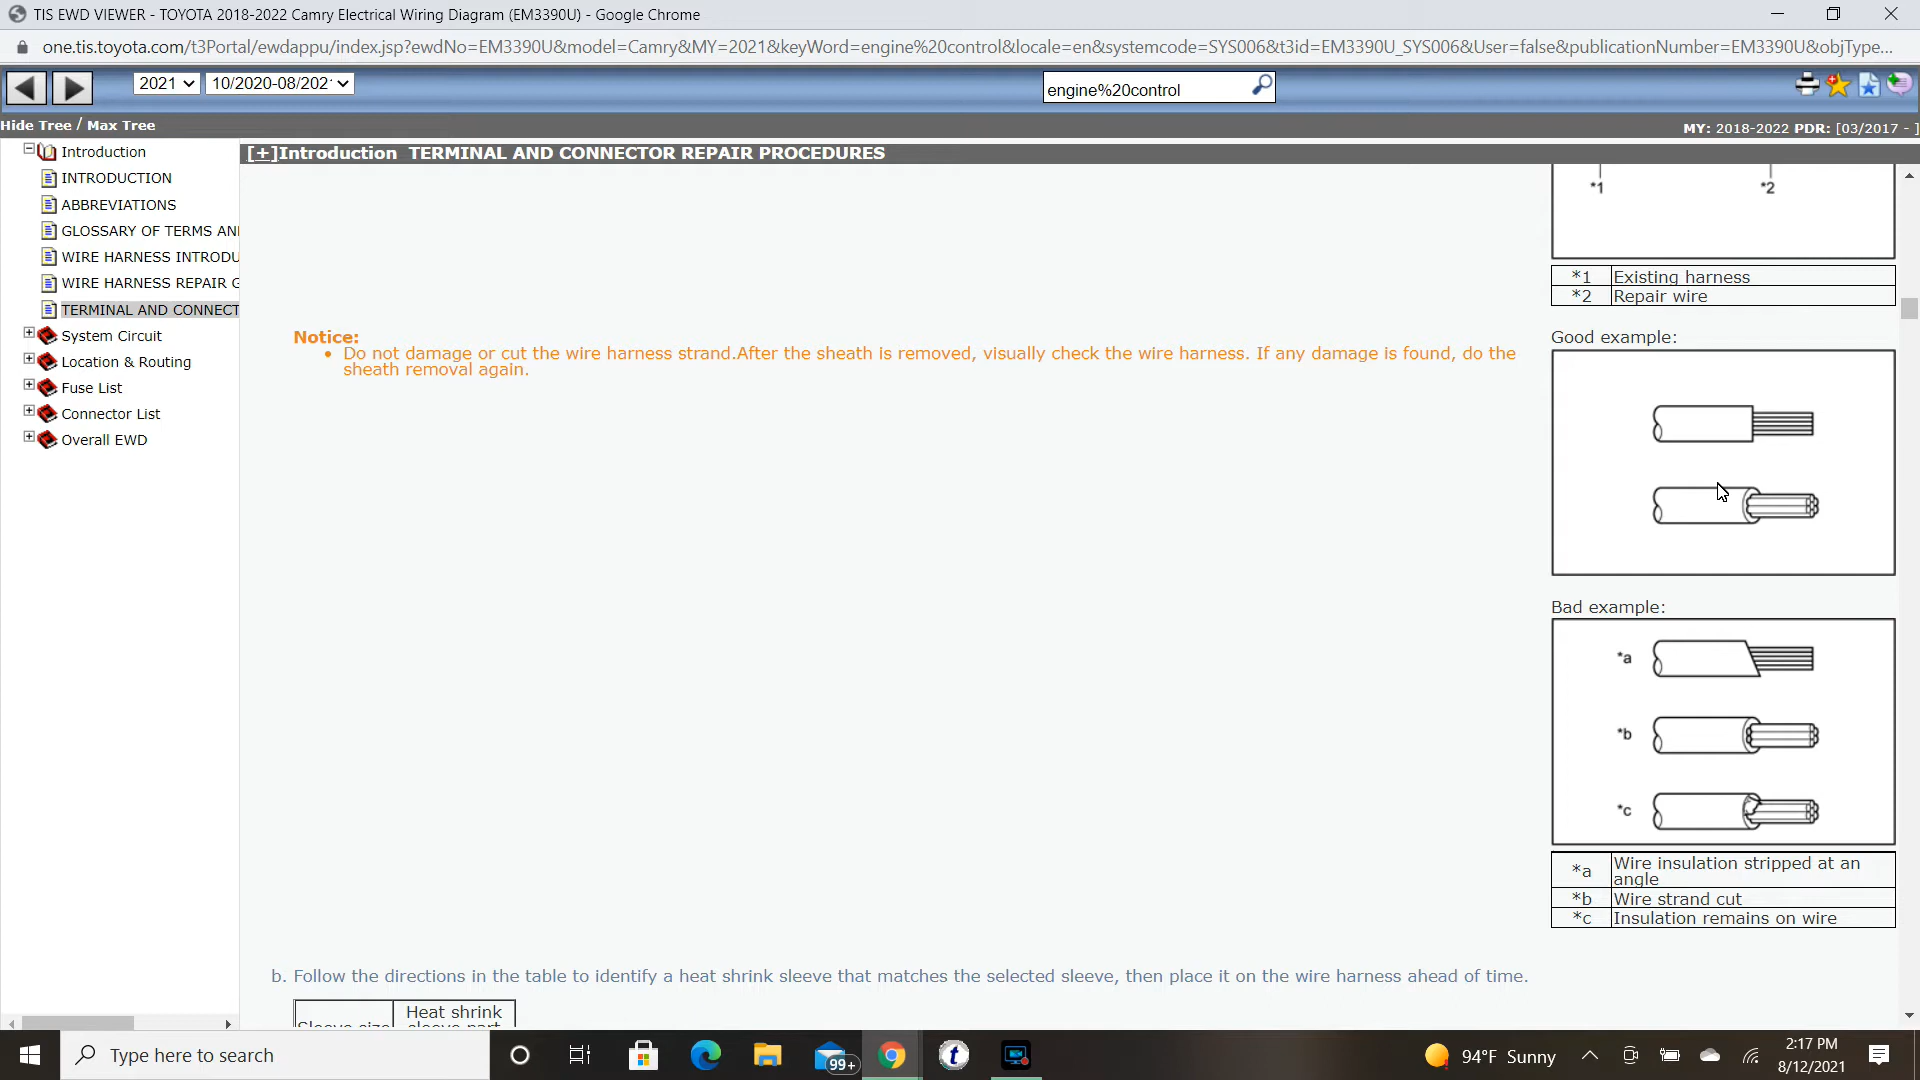 TIS EWD VIEWER - TOYOTA 2018-2022 Camry Electrical Wiring Diagram (EM3390U) - Google Chrome
one.tis.toyota.com/t3Portal/ewdappu/index.jsp?ewdNo=EM3390U&model=Camry&MY=2021&keyWord=engine%20control&locale=en&systemcode=SYS006&t3id=EM3390U_SYS006&User=false&publicationNumber=EM3390U&objType...
2021 10/2020-08/202 engine%20control
Hide Tree / Max Tree
MY: 2018-2022 PDR: [03/2017 - ]
Introduction
INTRODUCTION
ABBREVIATIONS
GLOSSARY OF TERMS AN
WIRE HARNESS INTRODU
WIRE HARNESS REPAIR G
TERMINAL AND CONNECT
System Circuit
Location & Routing
Fuse List
Connector List
Overall EWD
[+]Introduction TERMINAL AND CONNECTOR REPAIR PROCEDURES
*1 *2
*1 Existing harness
*2 Repair wire
Notice:
• Do not damage or cut the wire harness strand.After the sheath is removed, visually check the wire harness. If any damage is found, do the
sheath removal again.
Good example:
Bad example:
*a
*b
*c
*a Wire insulation stripped at an
angle
*b Wire strand cut
*c Insulation remains on wire
b. Follow the directions in the table to identify a heat shrink sleeve that matches the selected sleeve, then place it on the wire harness ahead of time.
Heat shrink
Sleeve size sleeve part
Type here to search
99+
t
94°F Sunny
2:17 PM
8/12/2021